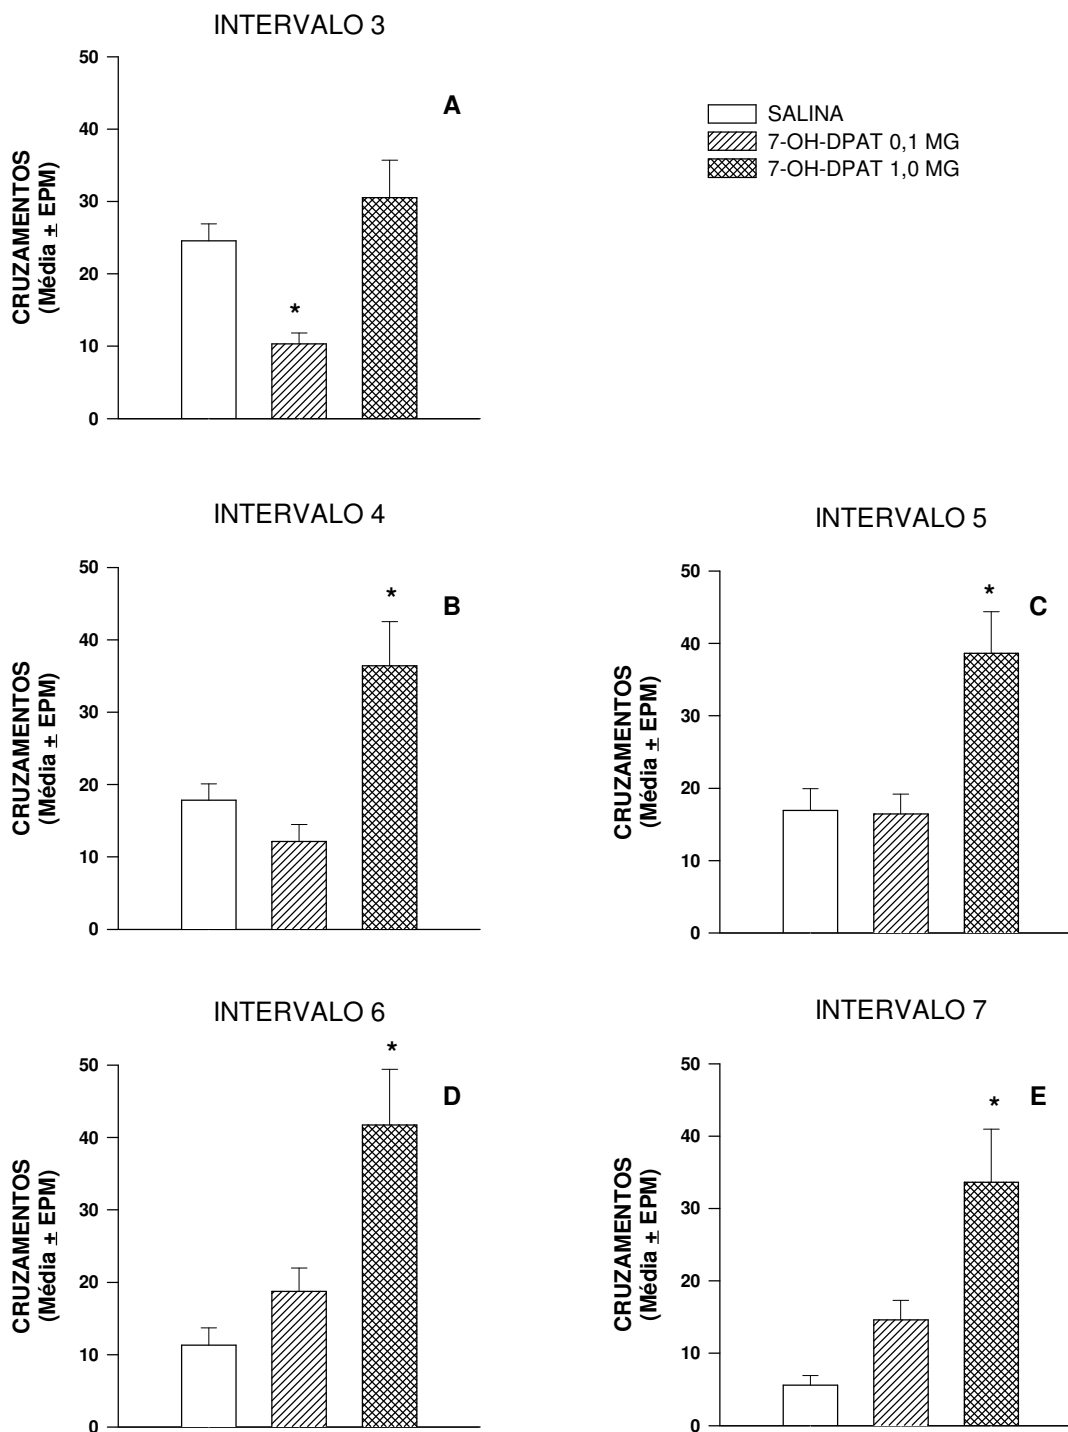 INTERVALO 3
50
40
30
20
10
0
CRUZAMENTOS
(Média ± EPM)
A
*
SALINA
7-OH-DPAT 0,1 MG
7-OH-DPAT 1,0 MG
INTERVALO 4
50
40
30
20
10
0
CRUZAMENTOS
(Média ± EPM)
*
B
INTERVALO 5
50
40
30
20
10
0
CRUZAMENTOS
(Média ± EPM)
*
C
INTERVALO 6
50
40
30
20
10
0
CRUZAMENTOS
(Média ± EPM)
*
D
INTERVALO 7
50
40
30
20
10
0
CRUZAMENTOS
(Média ± EPM)
*
E